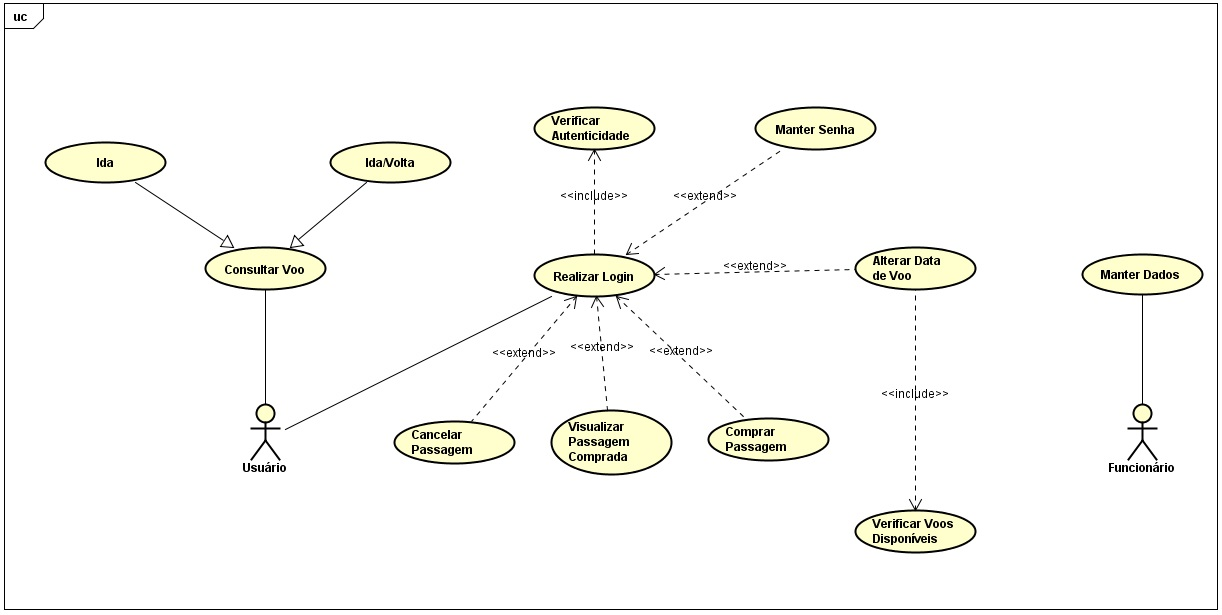 uc
Verificar
Autenticidade
Manter Senha
Ida
Ida/Volta
<<include>>
<<extend>>
Consultar Voo
Realizar Login
<<extend>>
Alterar Data
de Voo
Manter Dados
<<extend>>
<<extend>>
<<extend>>
<<include>>
Cancelar
Passagem
Visualizar
Passagem
Comprada
Comprar
Passagem
Usuário
Funcionário
Verificar Voos
Disponíveis